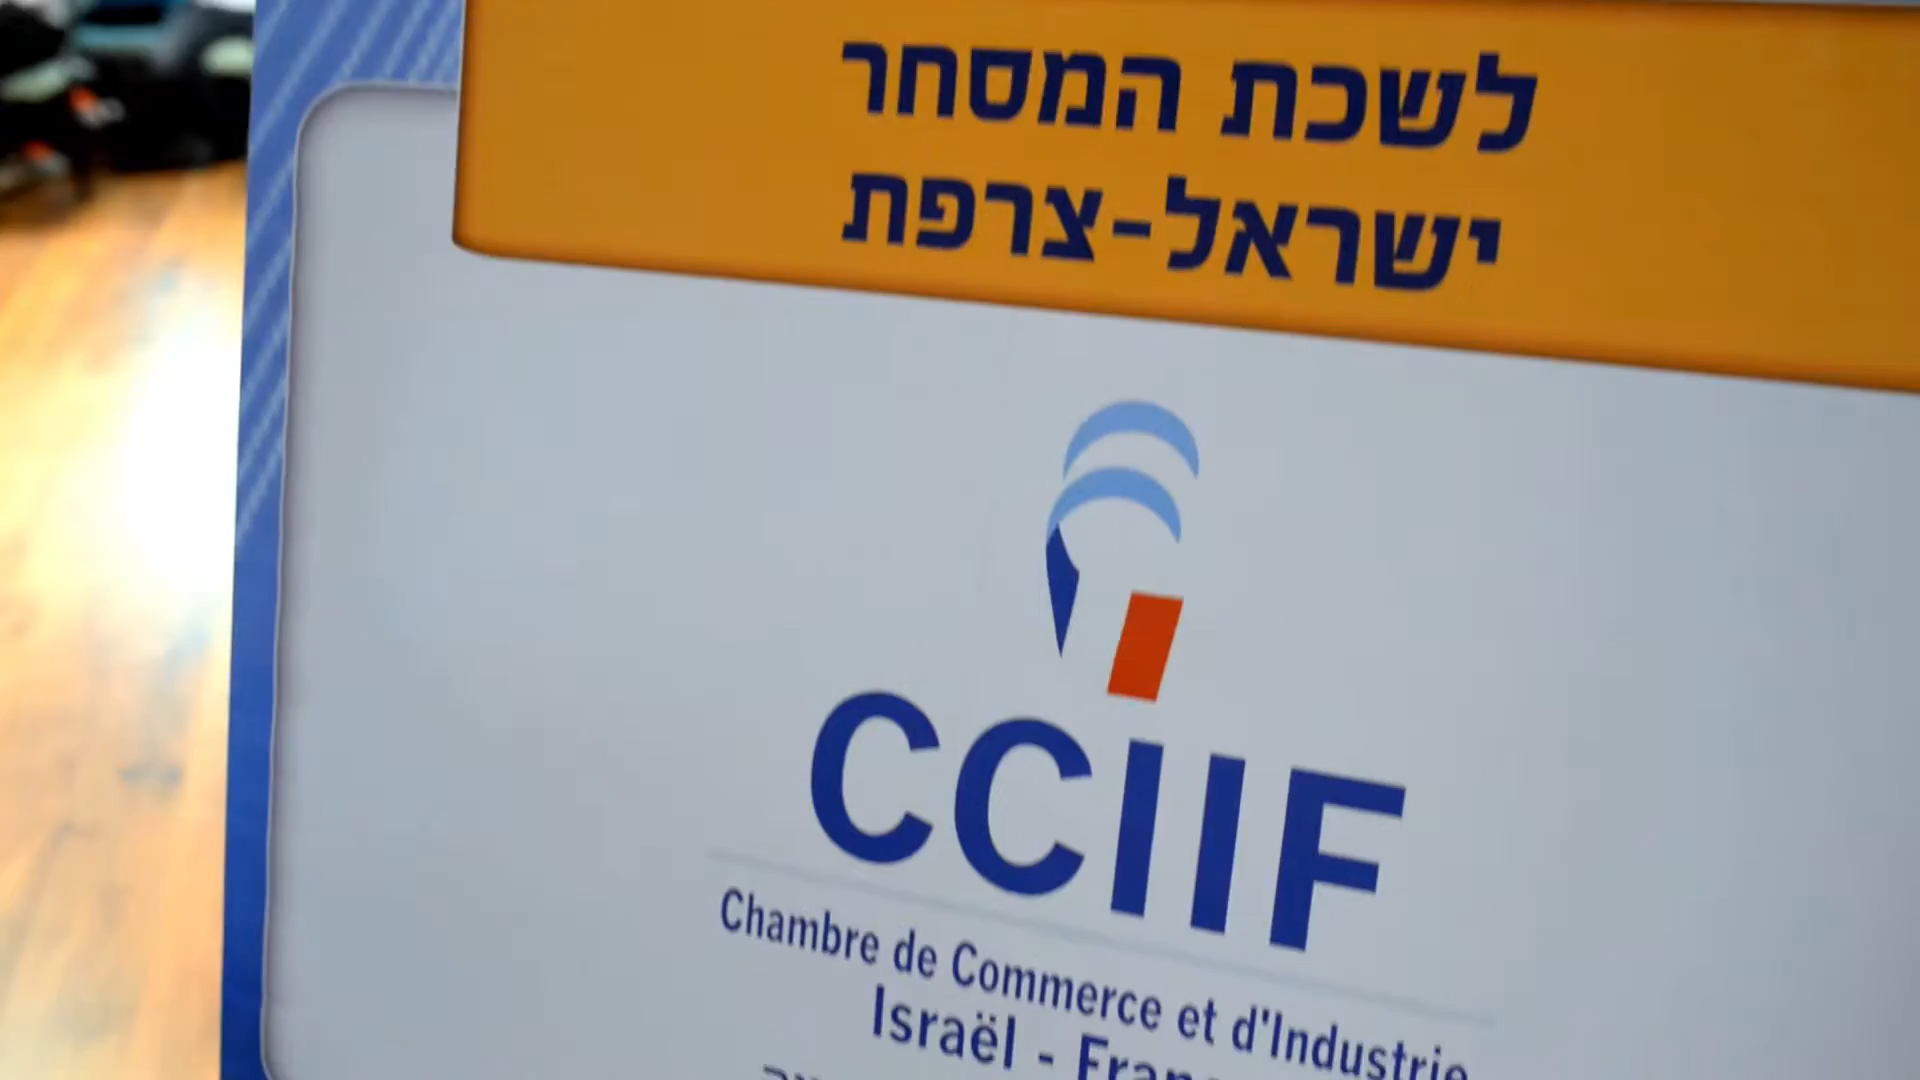 לשכת המסחר
ישראל-צרפת
CCIIF
Chambre de Commerce et d'Industrie
Israël -